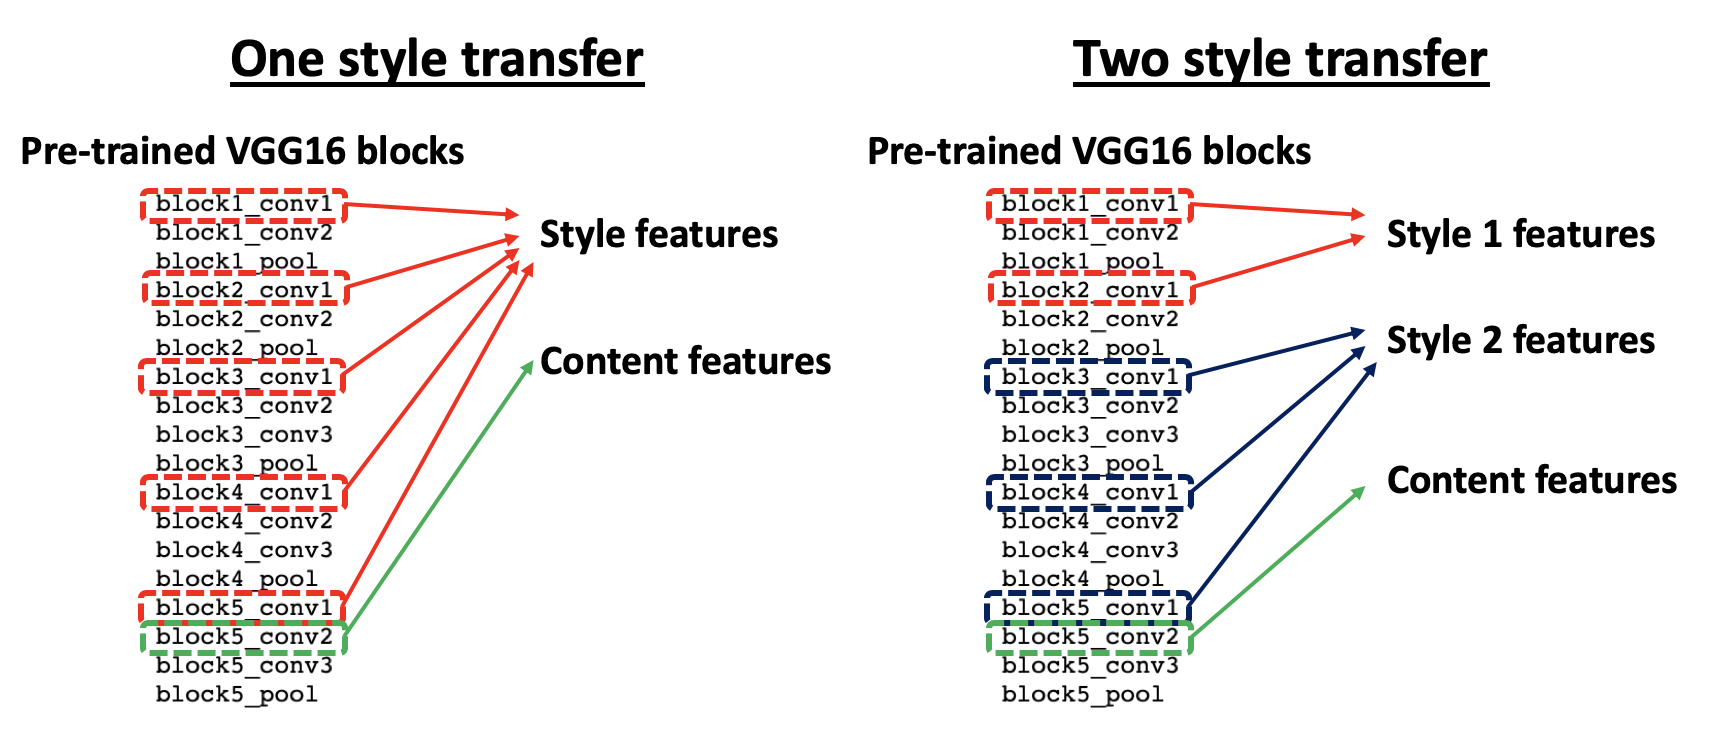 One style transfer
Pre-trained VGG16 blocks
block1_conv1
block1_conv2
block1_pool
block2_conv1
block2_conv2
block2_pool
block3_conv1
block3_conv2
block3_conv3
block3_pool
block4_conv1
block4_conv2
block4_conv3
block4_pool
block5_conv1
block5_conv2
block5_conv3
block5_pool
Style features
Content features
Two style transfer
Pre-trained VGG16 blocks
block1_conv1
block1_conv2
block1_pool
block2_conv1
block2_conv2
block2_pool
block3_conv1
block3_conv2
block3_conv3
block3_pool
block4_conv1
block4_conv2
block4_conv3
block4_pool
block5_conv1
block5_conv2
block5_conv3
block5_pool
Style 1 features
Style 2 features
Content features